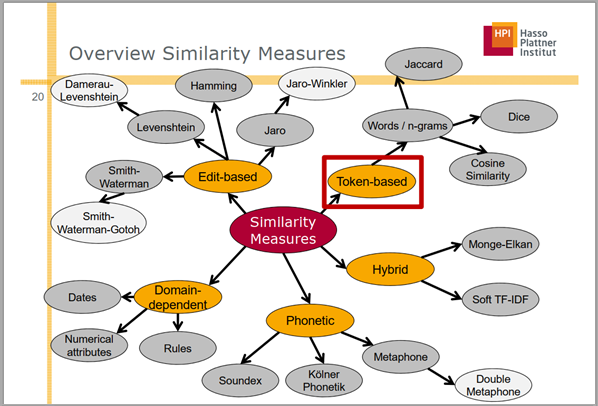 Overview Similarity Measures
HPI
Hasso
Plattner
Institut
20
Damerau-
Levenshtein
Hamming
Jaro-Winkler
Jaccard
Levenshtein
Jaro
Words / n-grams
Dice
Smith-
Waterman
Edit-based
Token-based
Cosine
Similarity
Smith-
Waterman-Gotoh
Similarity
Measures
Monge-Elkan
Hybrid
Dates
Domain-
dependent
Soft TF-IDF
Numerical
attributes
Rules
Phonetic
Metaphone
Soundex
Kölner
Phonetik
Double
Metaphone